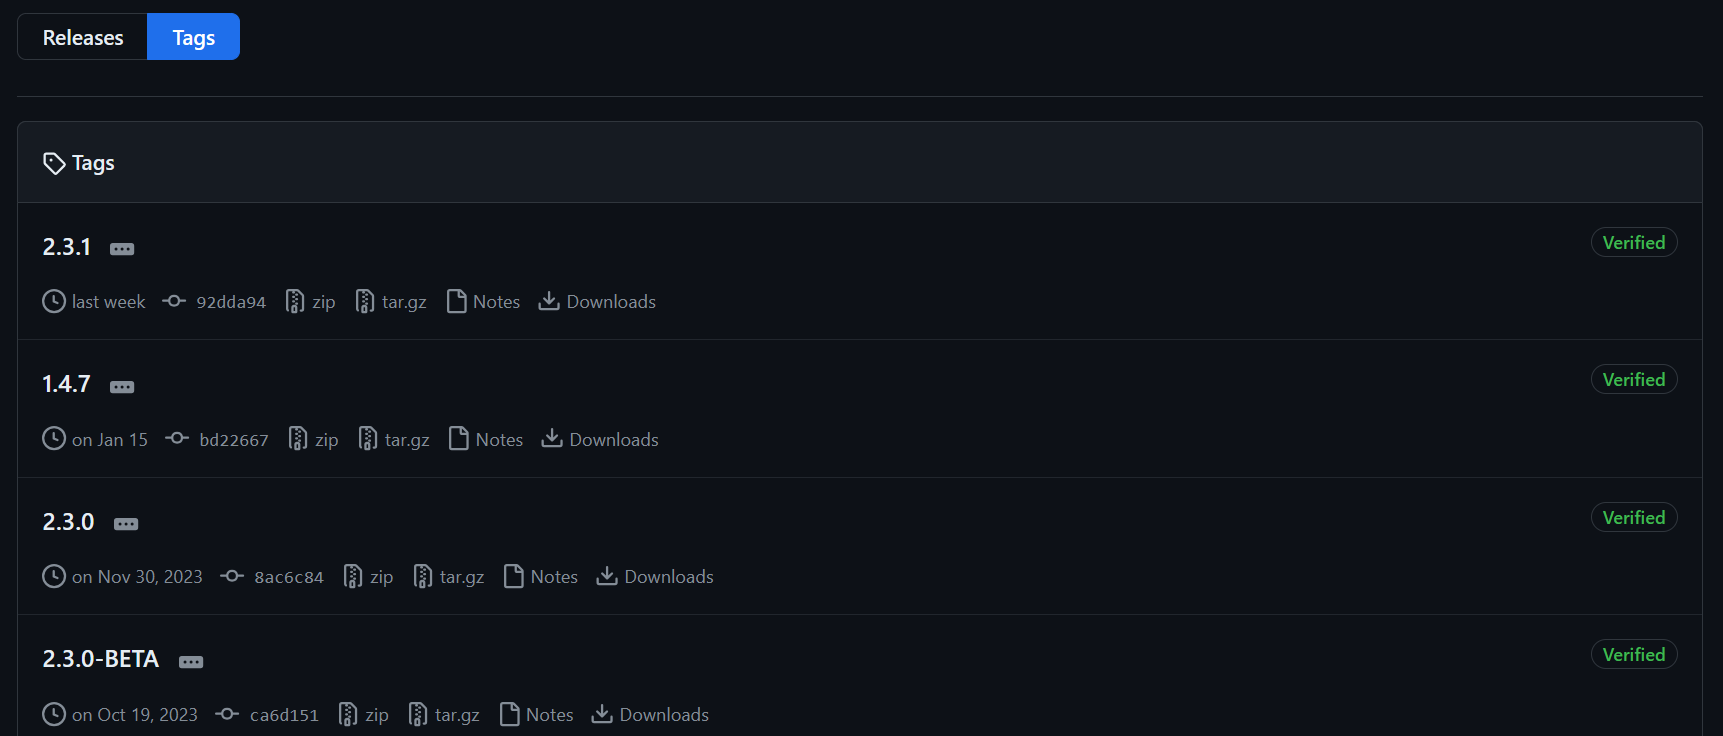 Releases Tags
Tags
2.3.1 Verified
last week 92dda94 zip tar.gz Notes Downloads
1.4.7 Verified
on Jan 15 bd22667 zip tar.gz Notes Downloads
2.3.0 Verified
on Nov 30, 2023 8ac6c84 zip tar.gz Notes Downloads
2.3.0-BETA Verified
on Oct 19, 2023 ca6d151 zip tar.gz Notes Downloads